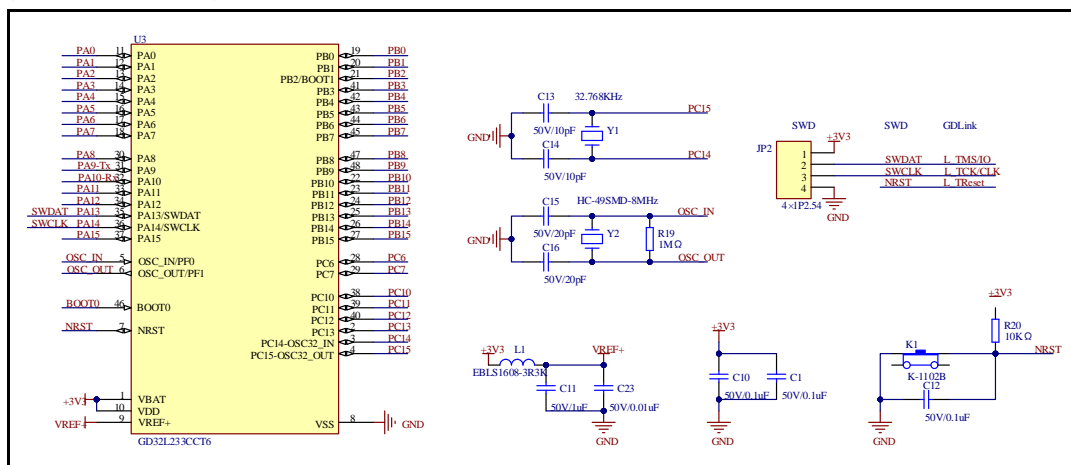 U3
PA0 11 PA0 PB0 19 PB0
PA1 12 PA1 PB1 20 PB1
PA2 13 PA2 PB2/BOOT1 21 PB2
PA3 14 PA3 PB3 41 PB3
PA4 15 PA4 PB4 42 PB4
PA5 16 PA5 PB5 43 PB5
PA6 17 PA6 PB6 44 PB6
PA7 18 PA7 PB7 45 PB7
PA8 30 PA8 PB8 47 PB8
PA9-Tx 31 PA9 PB9 48 PB9
PA10-Rx 32 PA10 PB10 22 PB10
PA11 33 PA11 PB11 23 PB11
PA12 34 PA12 PB12 24 PB12
SWDAT PA13 35 PA13/SWDAT PB13 25 PB13
SWCLK PA14 36 PA14/SWCLK PB14 26 PB14
PA15 37 PA15 PB15 27 PB15
OSC_IN 5 OSC_IN/PF0 PC6 28 PC6
OSC_OUT 6 OSC_OUT/PF1 PC7 29 PC7
PC10 38 PC10
BOOT0 46 BOOT0 PC11 39 PC11
PC12 40 PC12
NRST 7 NRST PC13 2 PC13
PC14-OSC32_IN 3 PC14
PC15-OSC32_OUT 4 PC15
+3V3 1 VBAT
10 VDD
VREF+ 9 VREF+ VSS 8 GND
GD32L233CCT6
C13 32.768KHz PC15
50V/10pF Y1
GND
C14 PC14
50V/10pF
C15 HC-49SMD-8MHz OSC_IN
50V/20pF Y2 R19
GND 1MΩ
C16 OSC_OUT
50V/20pF
SWD SWD GDLink
+3V3
JP2
1
2 SWDAT L_TMS/IO
3 SWCLK L_TCK/CLK
4 NRST L_TReset
4×1P2.54 GND
+3V3 L1 VREF+
EBLS1608-3R3K
C11 C23
50V/1uF 50V/0.01uF
GND
+3V3
C10 C1
50V/0.1uF 50V/0.1uF
GND
+3V3
R20
10KΩ
K1 NRST
K-1102B
C12
50V/0.1uF
GND